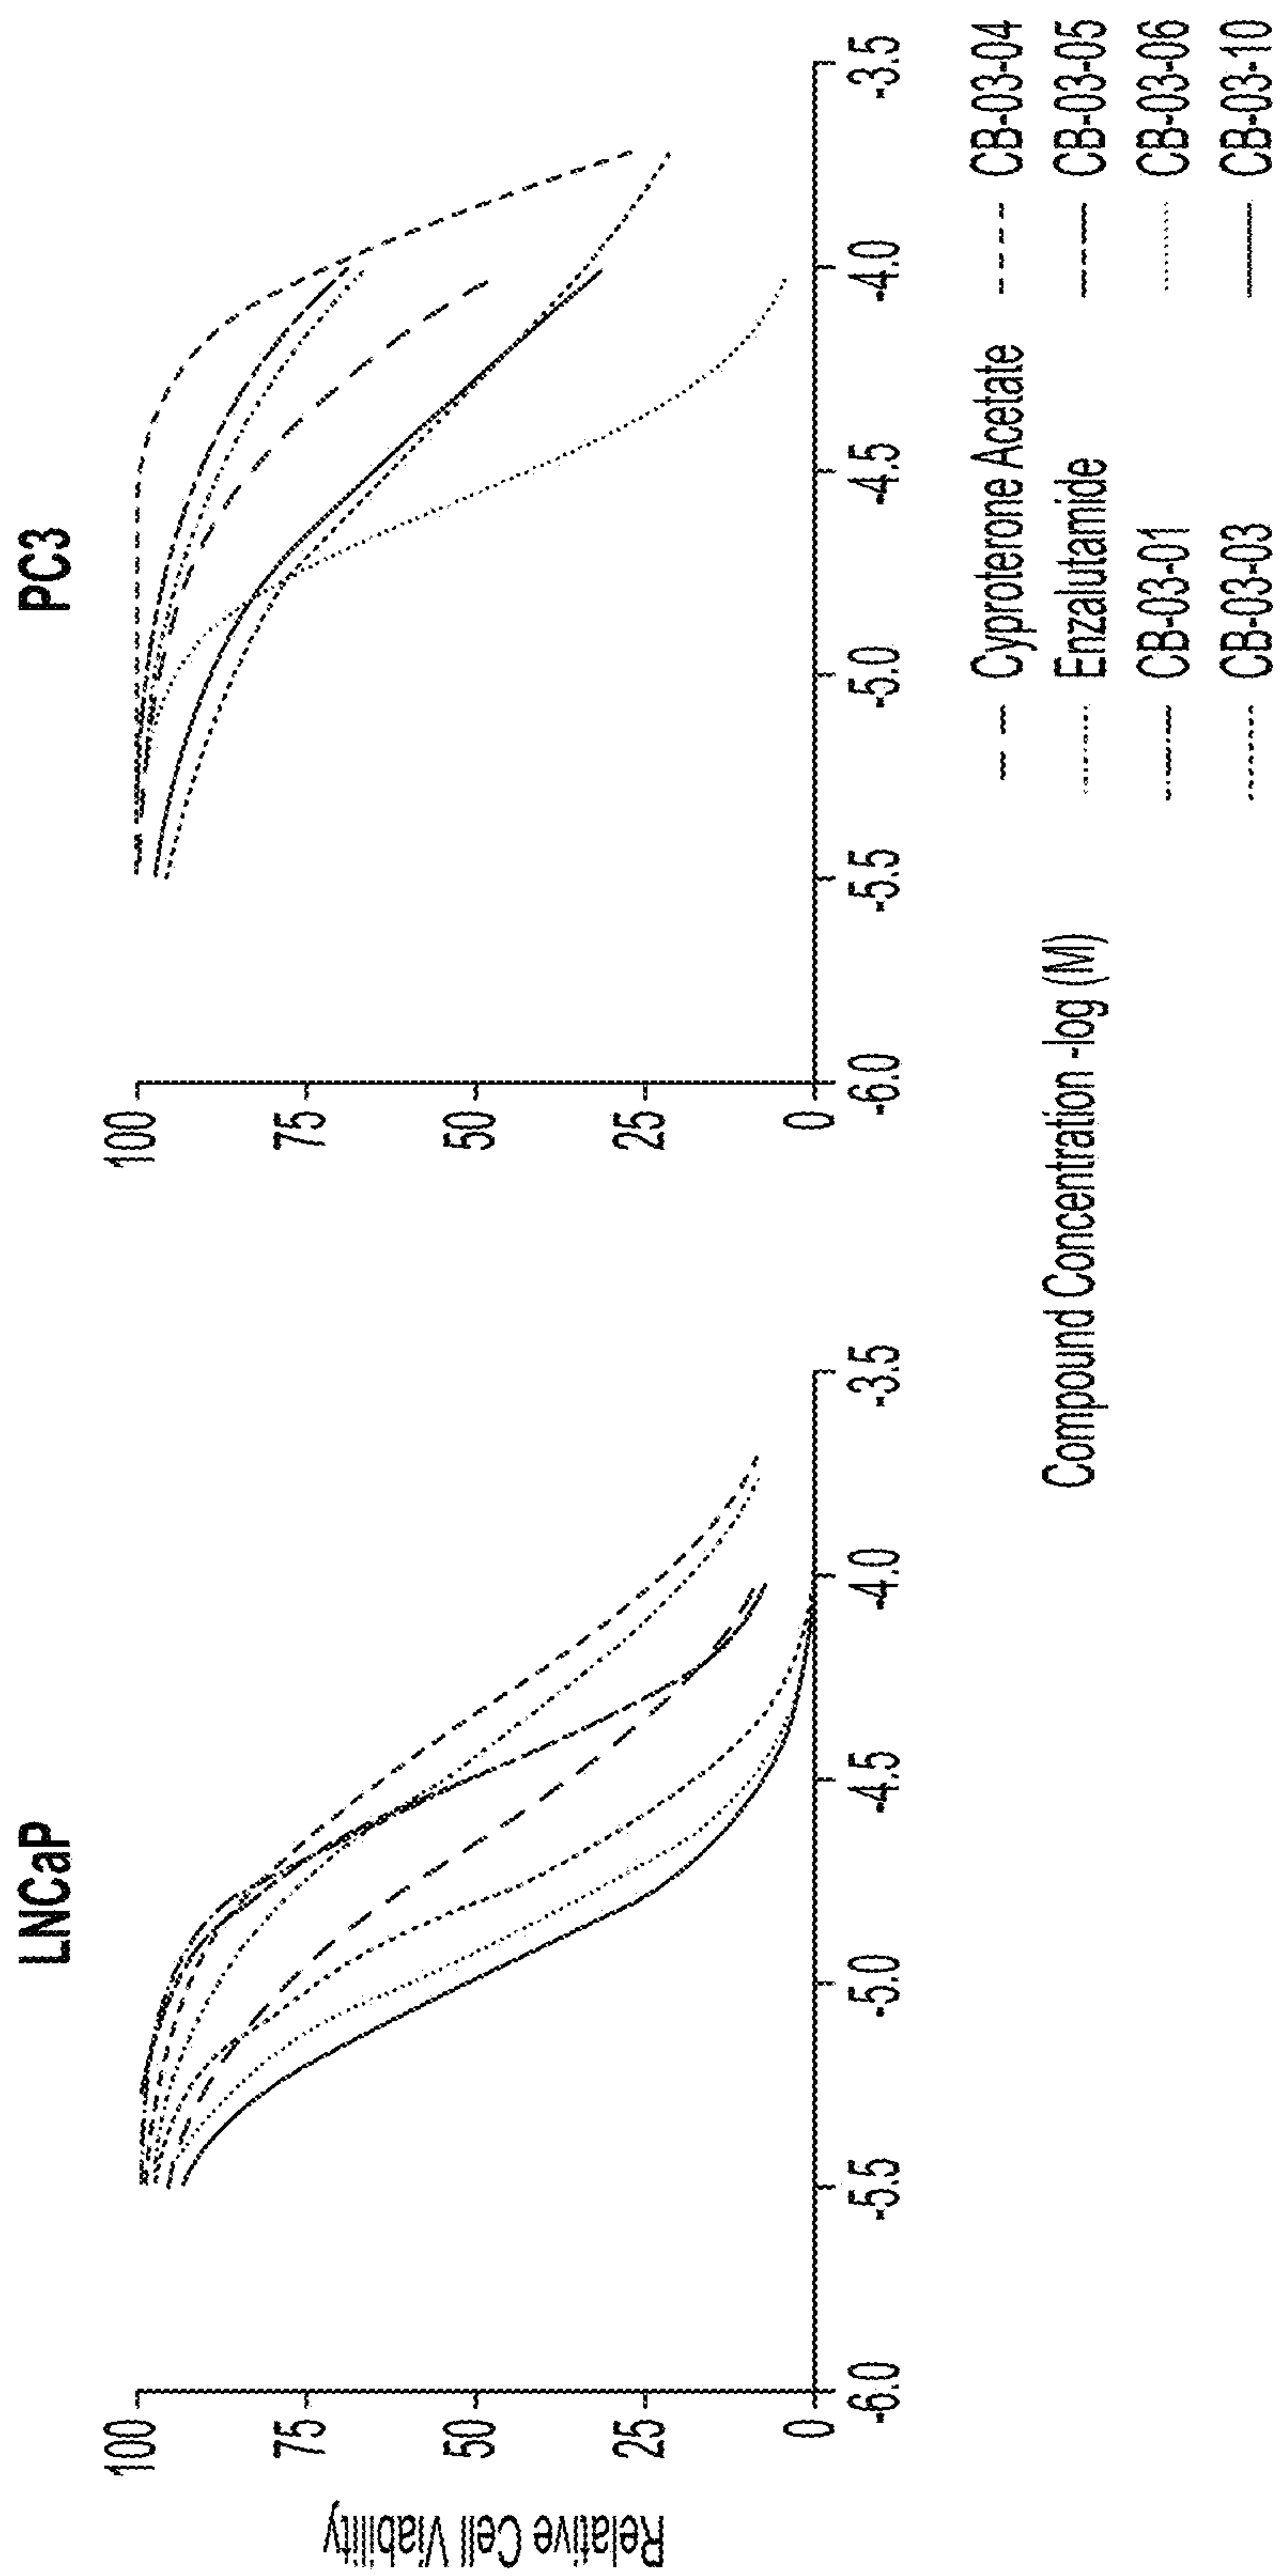 LNCaP
PC3
Relative Cell Viability
100
75
50
25
0
-6.0
-5.5
-5.0
-4.5
-4.0
-3.5
100
75
50
25
0
-6.0
-5.5
-5.0
-4.5
-4.0
-3.5
Compound Concentration -log (M)
Cyproterone Acetate
Enzalutamide
CB-03-01
CB-03-03
CB-03-04
CB-03-05
CB-03-06
CB-03-10